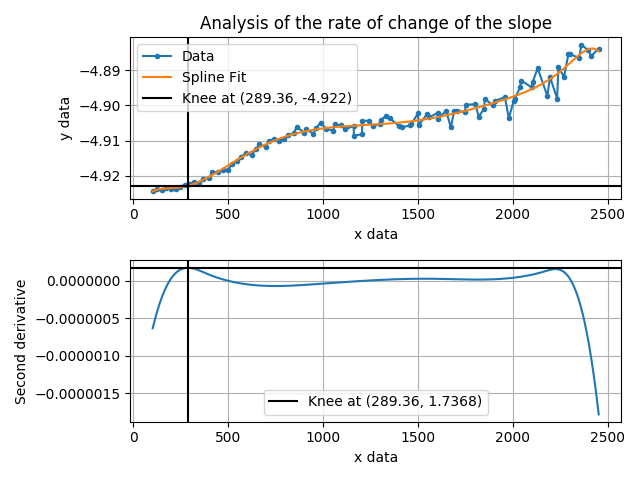 Analysis of the rate of change of the slope
Data
Spline Fit
Knee at (289.36, -4.922)
y data
−4.89
−4.90
−4.91
−4.92
0
500
1000
1500
2000
2500
x data
Second derivative
0.0000000
−0.0000005
−0.0000010
−0.0000015
Knee at (289.36, 1.7368)
0
500
1000
1500
2000
2500
x data